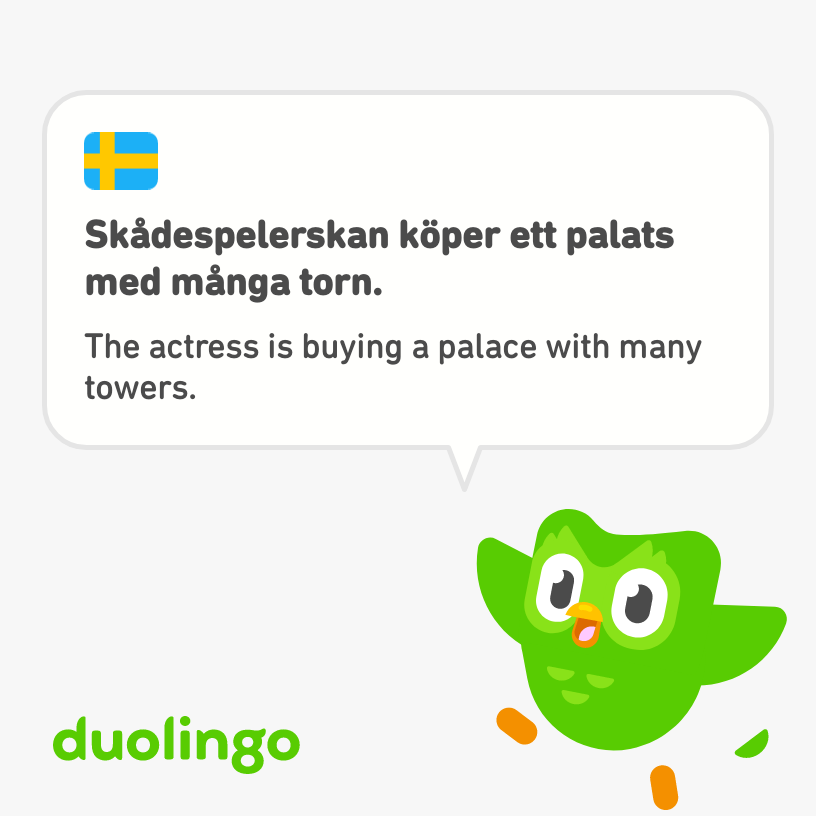 Skådespelerskan köper ett palats
med många torn.
The actress is buying a palace with many
towers.
duolingo